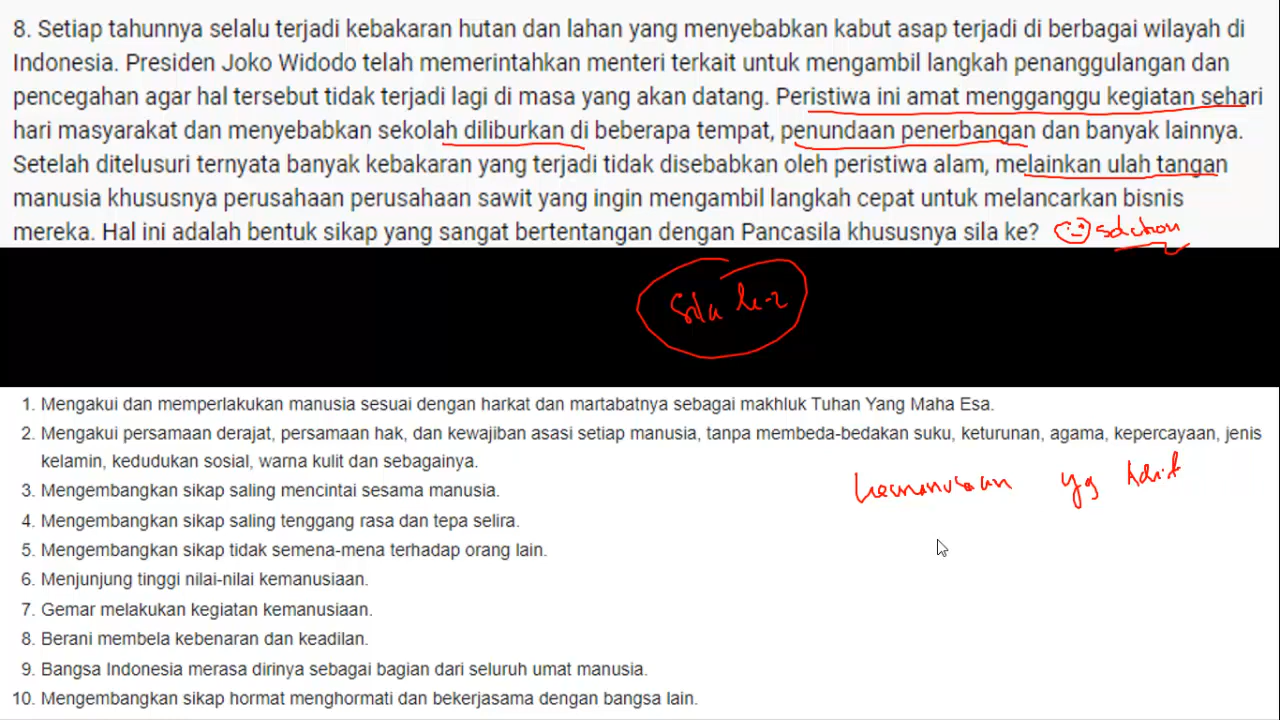 8. Setiap tahunnya selalu terjadi kebakaran hutan dan lahan yang menyebabkan kabut asap terjadi di berbagai wilayah di
Indonesia. Presiden Joko Widodo telah memerintahkan menteri terkait untuk mengambil langkah penanggulangan dan
pencegahan agar hal tersebut tidak terjadi lagi di masa yang akan datang. Peristiwa ini amat mengganggu kegiatan sehari
hari masyarakat dan menyebabkan sekolah diliburkan di beberapa tempat, penundaan penerbangan dan banyak lainnya.
Setelah ditelusuri ternyata banyak kebakaran yang terjadi tidak disebabkan oleh peristiwa alam, melainkan ulah tangan
manusia khususnya perusahaan perusahaan sawit yang ingin mengambil langkah cepat untuk melancarkan bisnis
mereka. Hal ini adalah bentuk sikap yang sangat bertentangan dengan Pancasila khususnya sila ke?
Sila ke-2
1. Mengakui dan memperlakukan manusia sesuai dengan harkat dan martabatnya sebagai makhluk Tuhan Yang Maha Esa.
2. Mengakui persamaan derajat, persamaan hak, dan kewajiban asasi setiap manusia, tanpa membeda-bedakan suku, keturunan, agama, kepercayaan, jenis
kelamin, kedudukan sosial, warna kulit dan sebagainya.
3. Mengembangkan sikap saling mencintai sesama manusia.
kemanusiaan yg Adil
4. Mengembangkan sikap saling tenggang rasa dan tepa selira.
5. Mengembangkan sikap tidak semena-mena terhadap orang lain.
6. Menjunjung tinggi nilai-nilai kemanusiaan.
7. Gemar melakukan kegiatan kemanusiaan.
8. Berani membela kebenaran dan keadilan.
9. Bangsa Indonesia merasa dirinya sebagai bagian dari seluruh umat manusia.
10. Mengembangkan sikap hormat menghormati dan bekerjasama dengan bangsa lain.